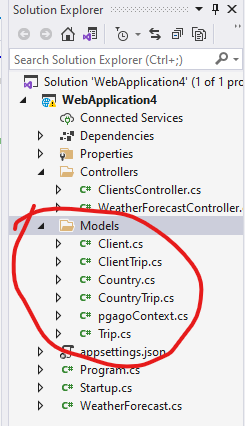 Solution Explorer
Search Solution Explorer (Ctrl+;)
Solution 'WebApplication4' (1 of 1 pr
WebApplication4
Connected Services
Dependencies
Properties
Controllers
C# ClientsController.cs
C# WeatherForecastController.
Models
C# Client.cs
C# ClientTrip.cs
C# Country.cs
C# CountryTrip.cs
C# pgagoContext.cs
C# Trip.cs
appsettings.json
C# Program.cs
C# Startup.cs
C# WeatherForecast.cs